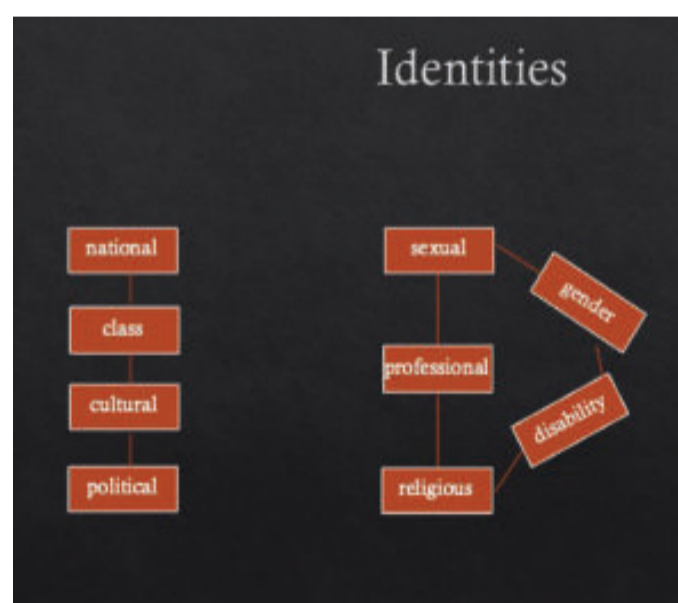 Identities
national
class
cultural
political
sexual
gender
professional
disability
religious